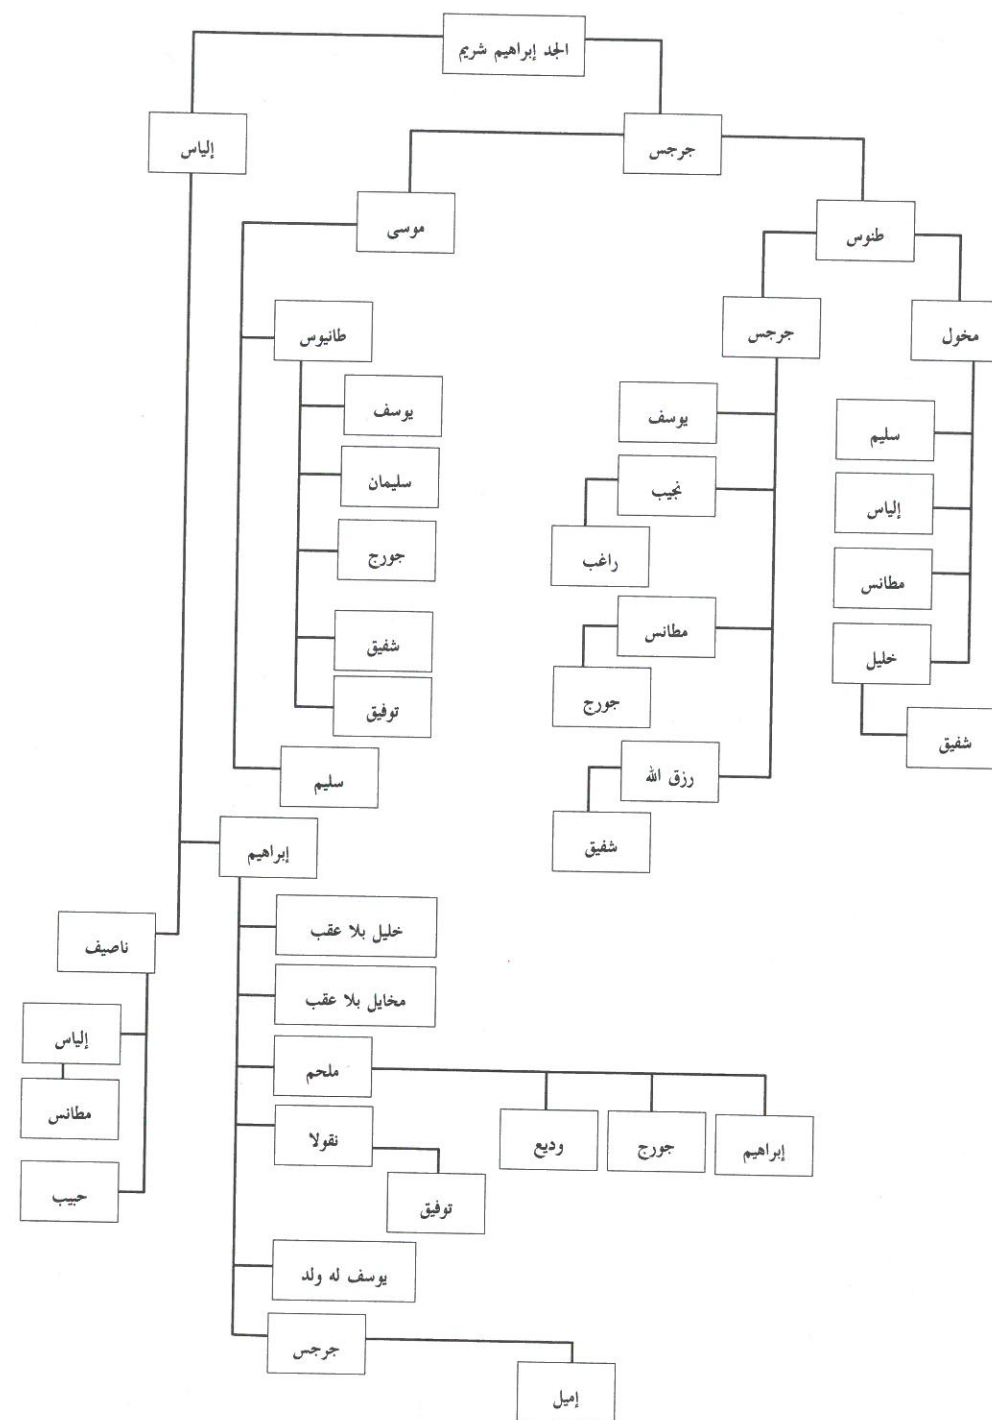 الجد إبراهيم شريم
جرجس
إلياس
طنوس
موسى
مخول
جرجس
طانيوس
سليم
إلياس
مطانس
خليل
شفيق
يوسف
نجيب
راغب
مطانس
جورج
رزق الله
شفيق
يوسف
سليمان
جورج
شفيق
توفيق
سليم
إبراهيم
خليل بلا عقب
مخايل بلا عقب
ملحم
إبراهيم
جورج
وديع
نقولا
توفيق
يوسف له ولد
جرجس
إميل
ناصيف
إلياس
مطانس
حبيب